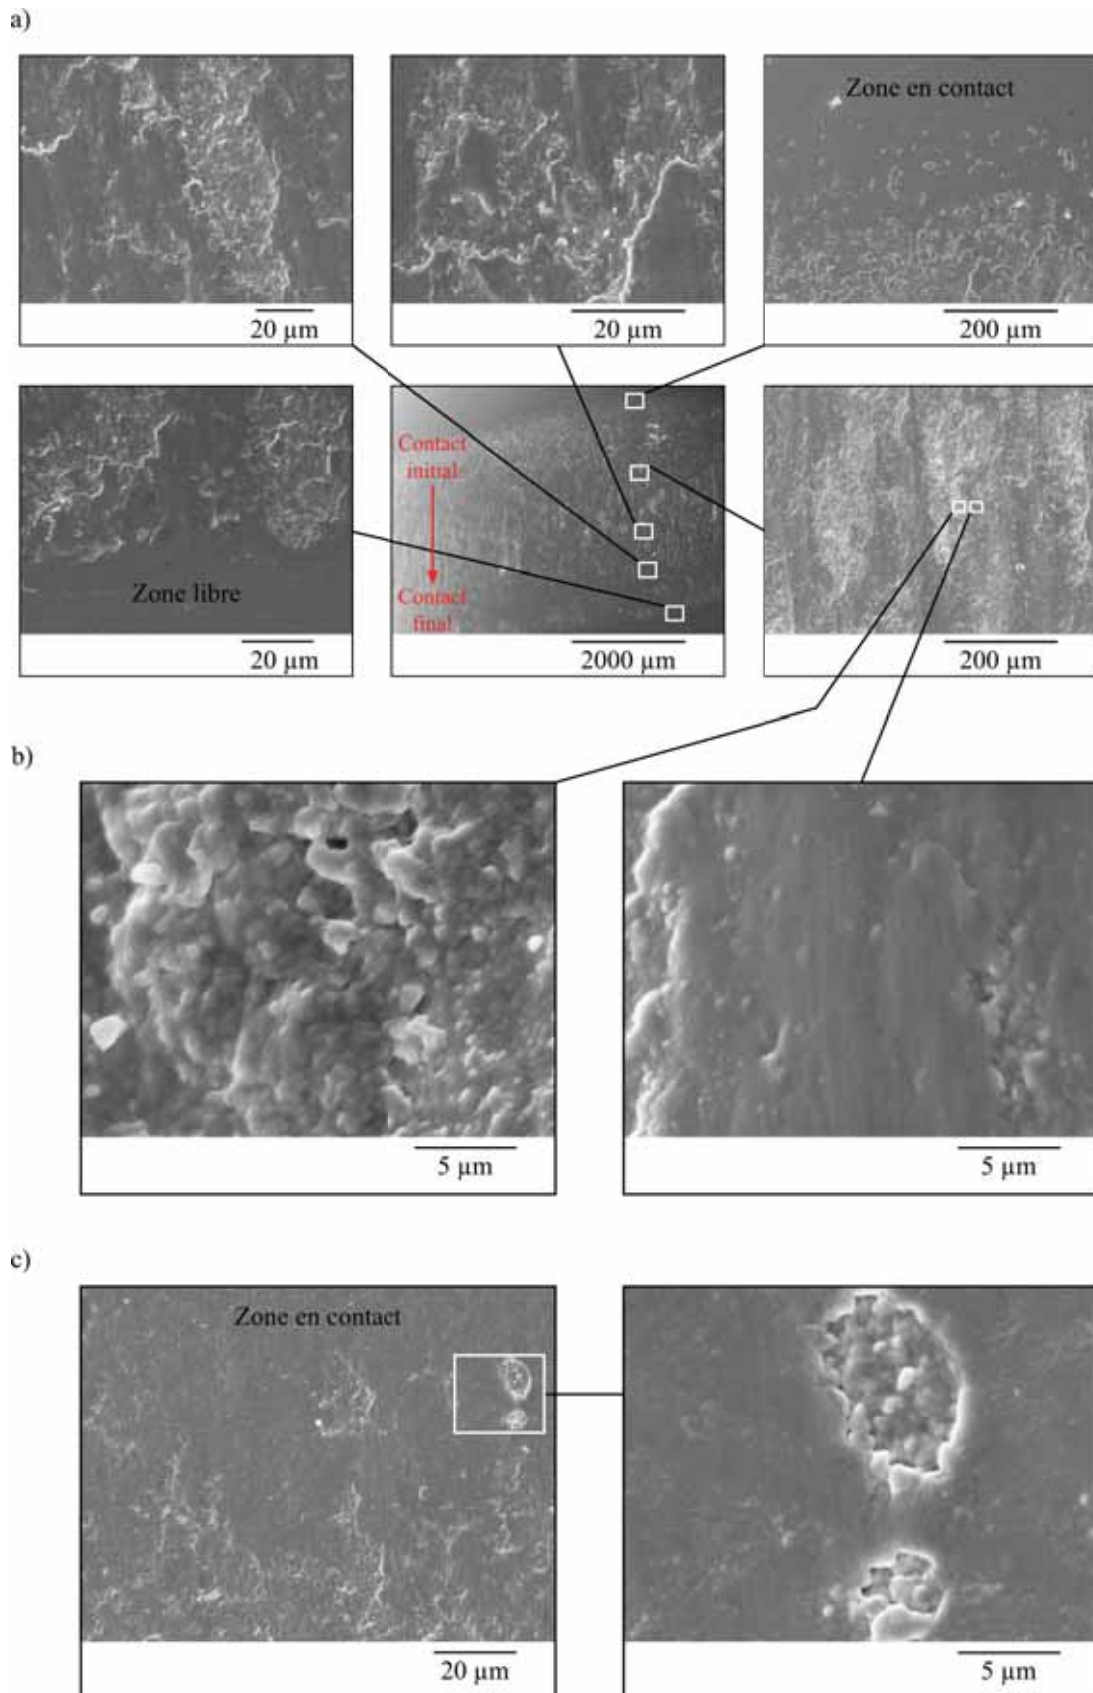 a)
Zone en contact
20 µm
20 µm
200 µm
Contact
ininal
Contact
final
Zone libre
20 µm
2000 µm
200 µm
b)
5 µm
5 µm
c)
Zone en contact
20 µm
5 µm